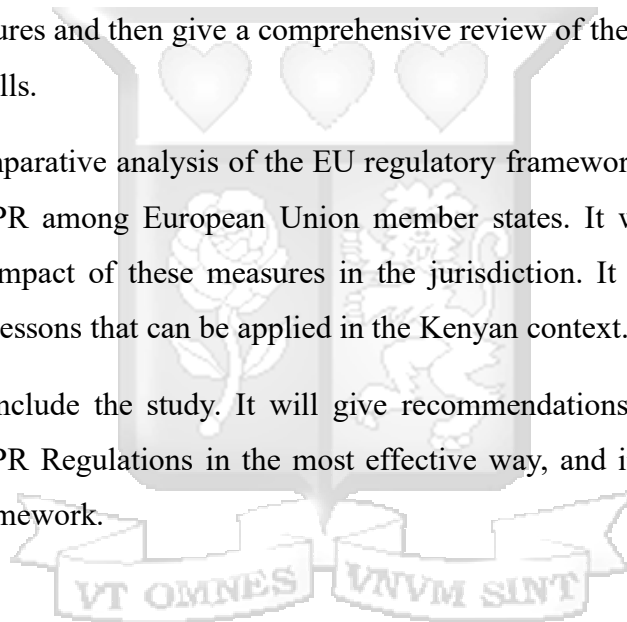 ures and then give a comprehensive review of the
lls.
nparative analysis of the EU regulatory framewor
PR among European Union member states. It
mpact of these measures in the jurisdiction. It
essons that can be applied in the Kenyan context.
nclude the study. It will give recommendations
PR Regulations in the most effective way, and i
mework.
VT OMNES VNVM SINT